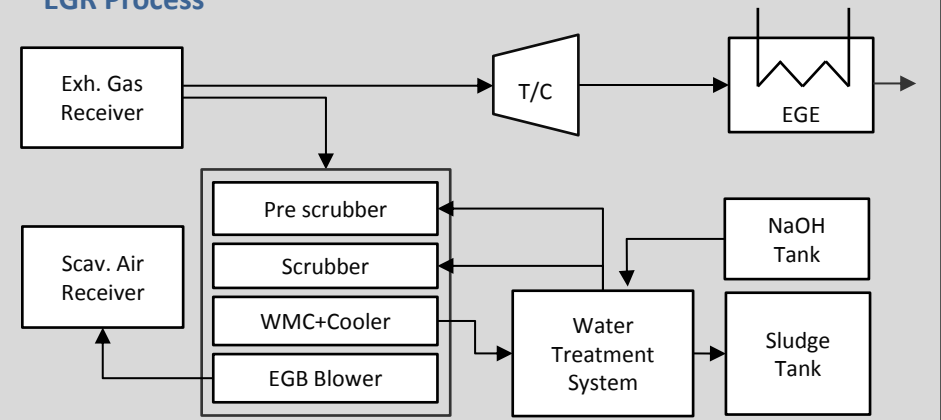 EGR Process
Exh. Gas
Receiver
T/C
EGE
Pre scrubber
Scrubber
WMC+Cooler
EGB Blower
Scav. Air
Receiver
Water
Treatment
System
NaOH
Tank
Sludge
Tank